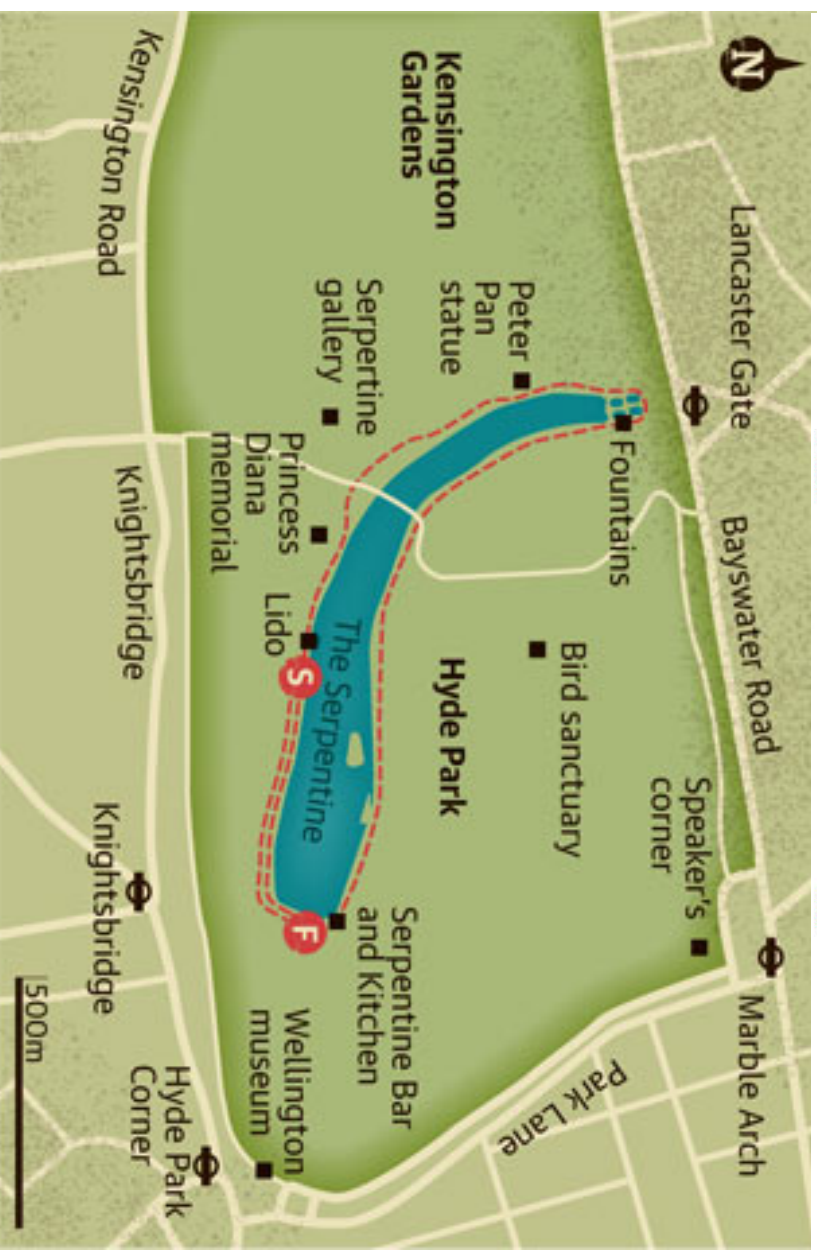 N
Lancaster Gate
Bayswater Road
Marble Arch
Speaker's
corner
Fountains
Bird sanctuary
Park Lane
Kensington
Gardens
Peter
Pan
statue
Hyde Park
Serpertine
gallery
The Serpentine
Serpentine Bar
and Kitchen
Princess
Diana
memorial
Lido
S
F
Wellington
museum
Kensington Road
Knightsbridge
Knightsbridge
Hyde Park
Corner
500m